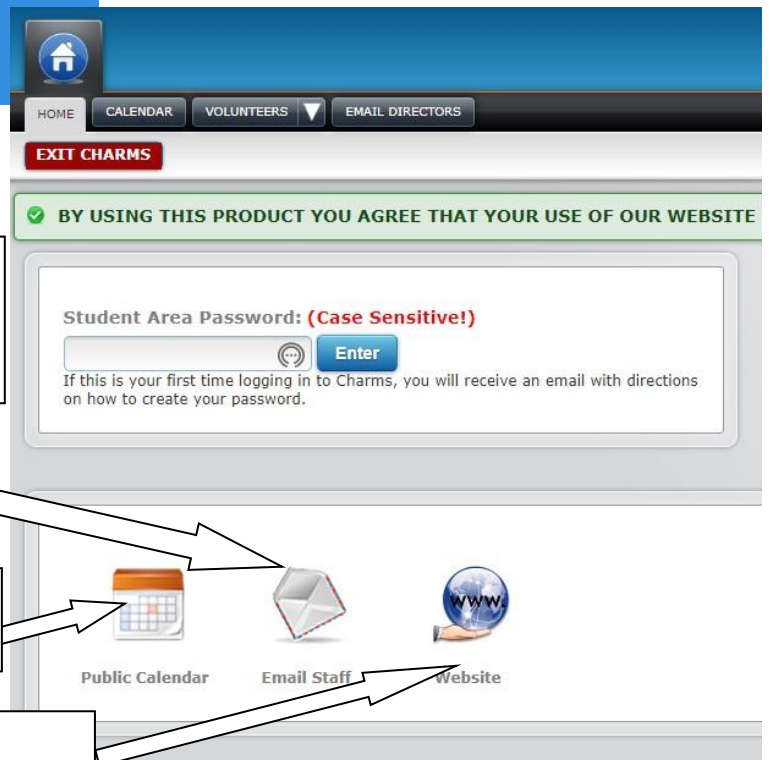 HOME CALENDAR VOLUNTEERS EMAIL DIRECTORS
EXIT CHARMS
BY USING THIS PRODUCT YOU AGREE THAT YOUR USE OF OUR WEBSITE
Student Area Password: (Case Sensitive!)
Enter
If this is your first time logging in to Charms, you will receive an email with directions
on how to create your password.
www.
Public Calendar Email Staff Website